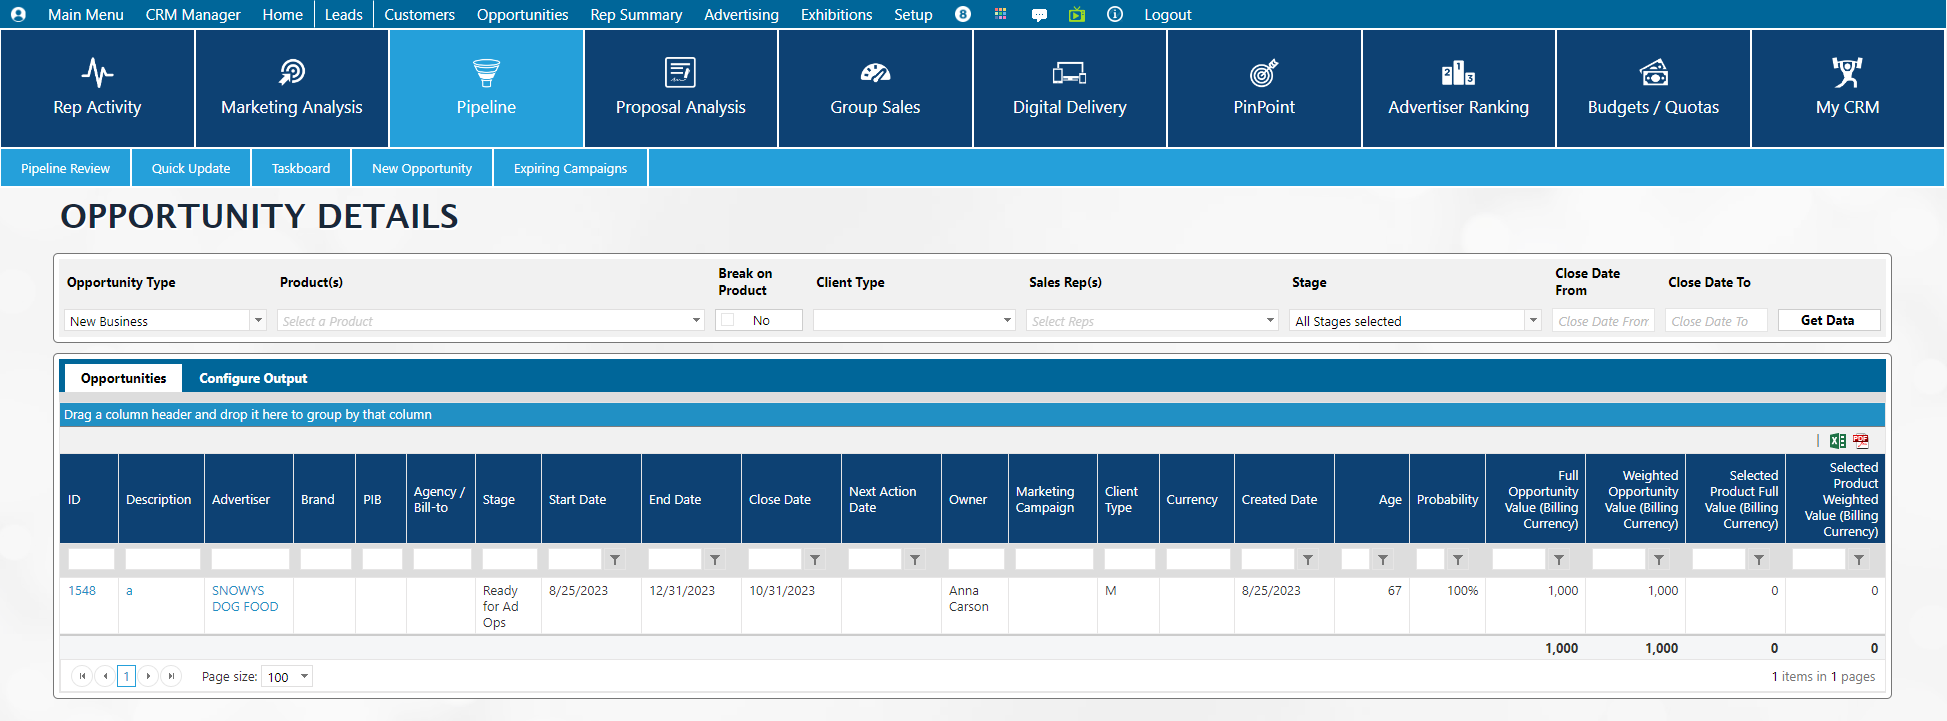 Main Menu CRM Manager Home Leads Customers Opportunities Rep Summary Advertising Exhibitions Setup 8 Logout
Rep Activity Marketing Analysis Pipeline Proposal Analysis Group Sales Digital Delivery PinPoint Advertiser Ranking Budgets / Quotas My CRM
Pipeline Review Quick Update Taskboard New Opportunity Expiring Campaigns
OPPORTUNITY DETAILS
Opportunity Type
Product(s)
Break on
Product
Client Type
Sales Rep(s)
Stage
Close Date
From
Close Date To
New Business
Select a Product
No
Select Reps
All Stages selected
Close Date From
Close Date To
Get Data
Opportunities Configure Output
Drag a column header and drop it here to group by that column
ID
Description
Advertiser
Brand
PIB
Agency /
Bill-to
Stage
Start Date
End Date
Close Date
Next Action
Date
Owner
Marketing
Campaign
Client
Type
Currency
Created Date
Age
Probability
Full
Opportunity
Value (Billing
Currency)
Weighted
Opportunity
Value (Billing
Currency)
Selected
Product Full
Value (Billing
Currency)
Selected
Product
Weighted
Value (Billing
Currency)
1548
a
SNOWYS
DOG FOOD
Ready
for Ad
Ops
8/25/2023
12/31/2023
10/31/2023
Anna
Carson
M
8/25/2023
67
100%
1,000
1,000
0
0
1,000 1,000 0 0
1 Page size: 100 1 items in 1 pages